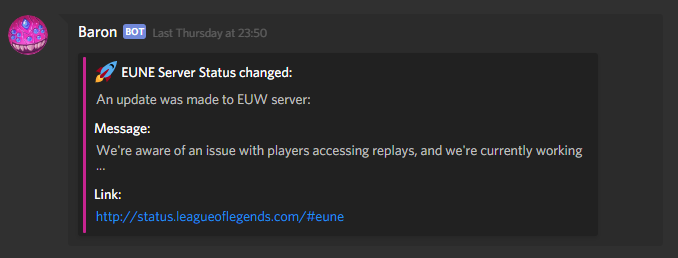 Baron BOT Last Thursday at 23:50
EUNE Server Status changed:
An update was made to EUW server:
Message:
We're aware of an issue with players accessing replays, and we're currently working
...
Link:
http://status.leagueoflegends.com/#eune